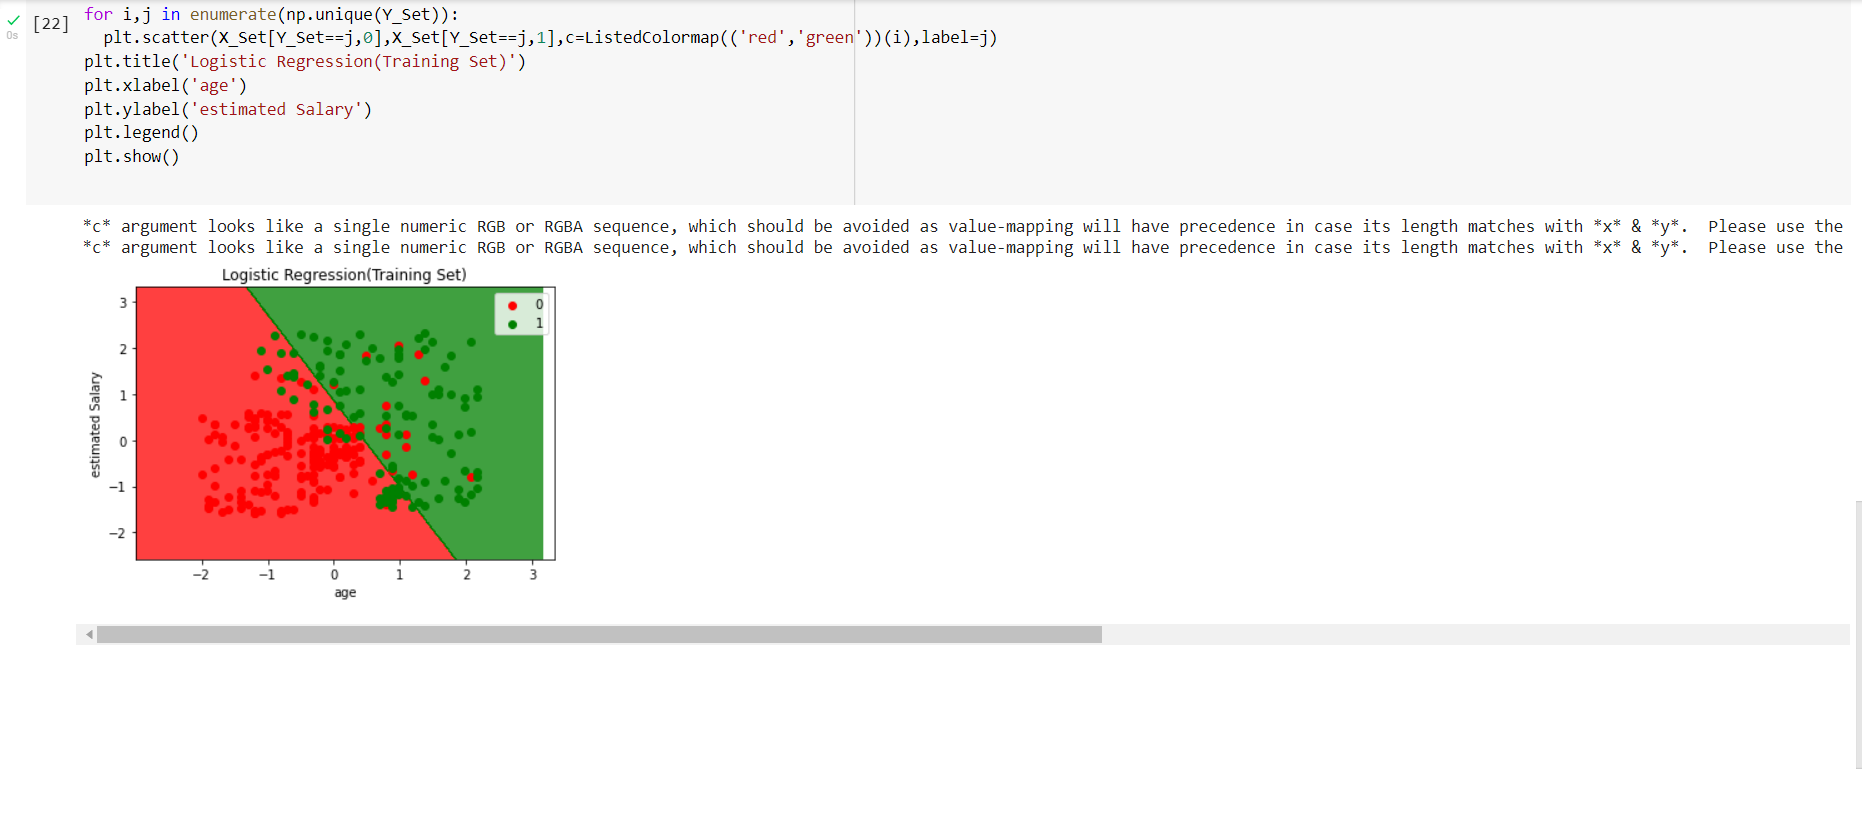 for i,j in enumerate(np.unique(Y_Set)):
[22]
0s
plt.scatter(X_Set[Y_Set==j,0],X_Set[Y_Set==j,1],c=ListedColormap(('red','green'))(i),label=j)
plt.title('Logistic Regression(Training Set)')
plt.xlabel('age')
plt.ylabel('estimated Salary')
plt.legend()
plt.show()
*c* argument looks like a single numeric RGB or RGBA sequence, which should be avoided as value-mapping will have precedence in case its length matches with *x* & *y*.  Please use the
*c* argument looks like a single numeric RGB or RGBA sequence, which should be avoided as value-mapping will have precedence in case its length matches with *x* & *y*.  Please use the
Logistic Regression(Training Set)
0
1
3
2
1
0
−1
−2
estimated Salary
−2 −1 0 1 2 3
age